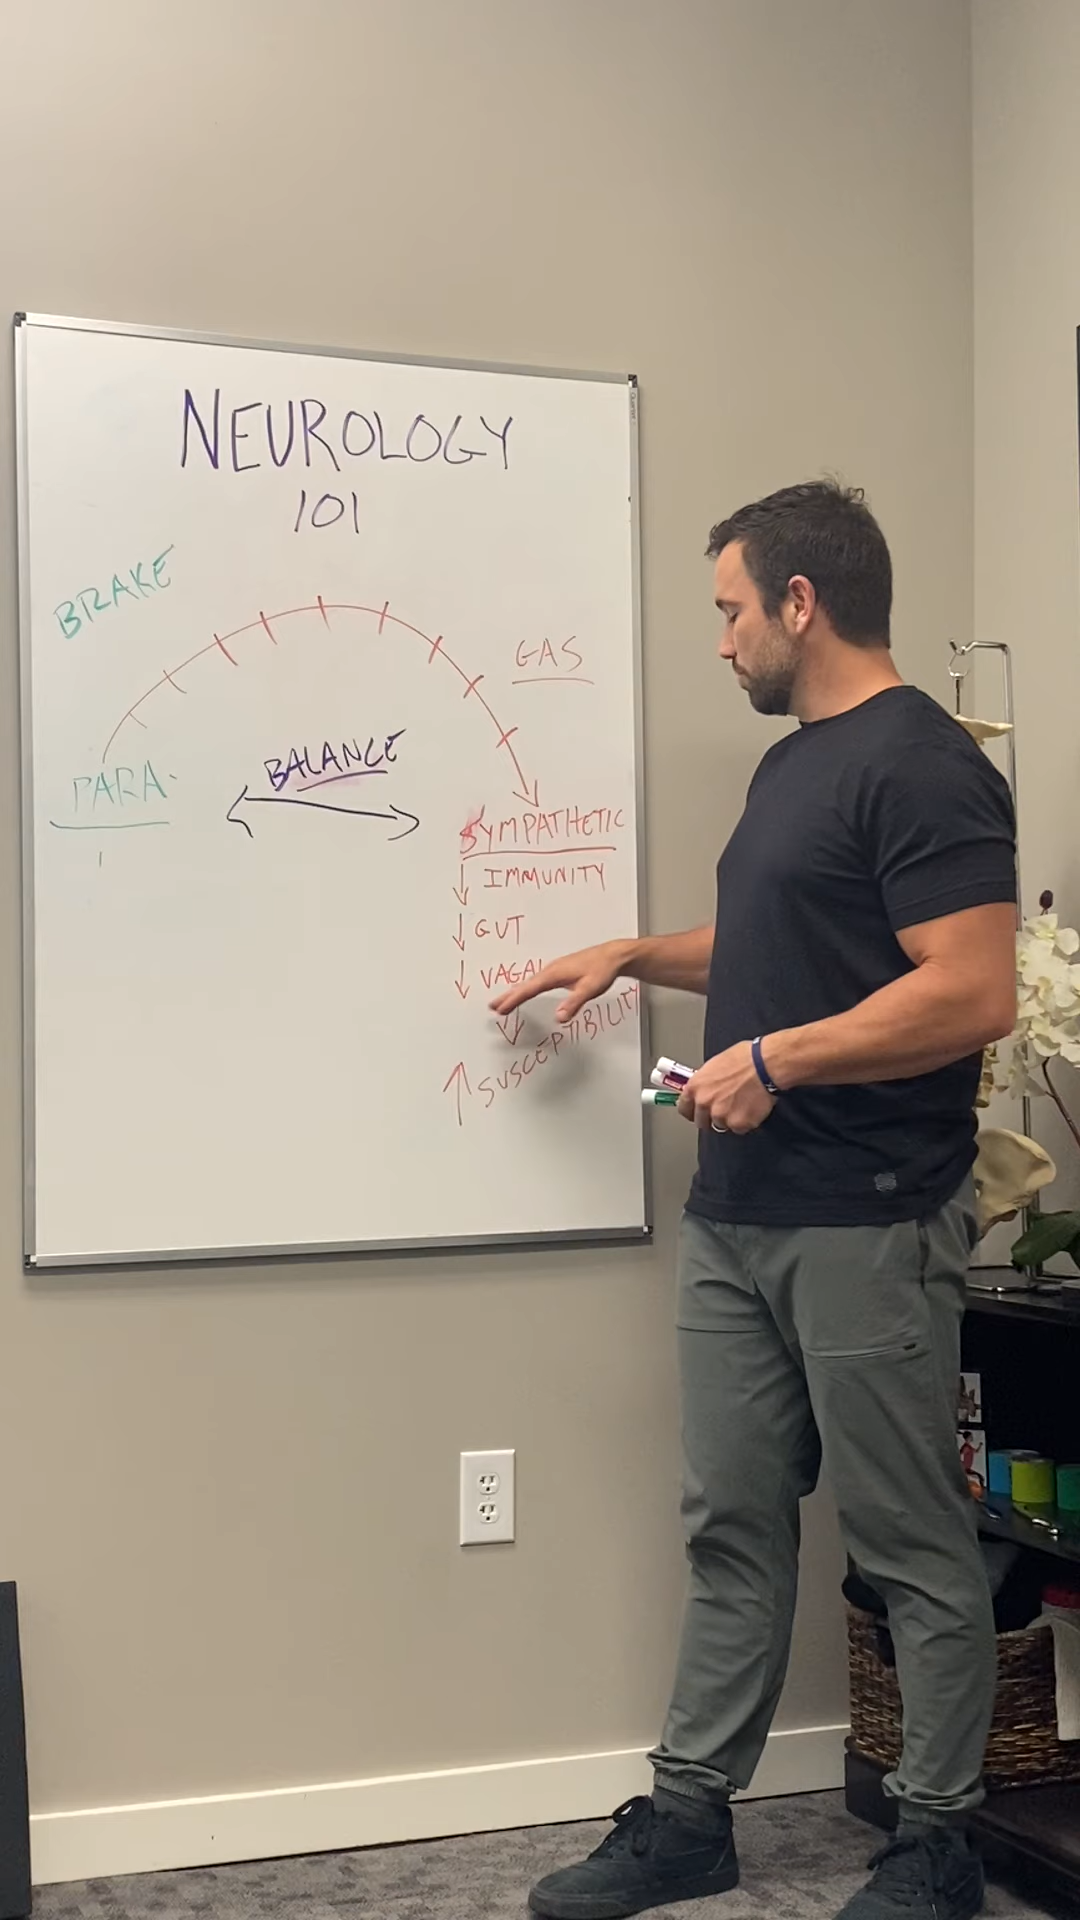 NEUROLOGY
101
BRAKE
GAS
BALANCE
PARA.
SYMPATHETIC
↓ IMMUNITY
↓ GUT
↓ VAGAL
↑ SUSCEPTIBILITY